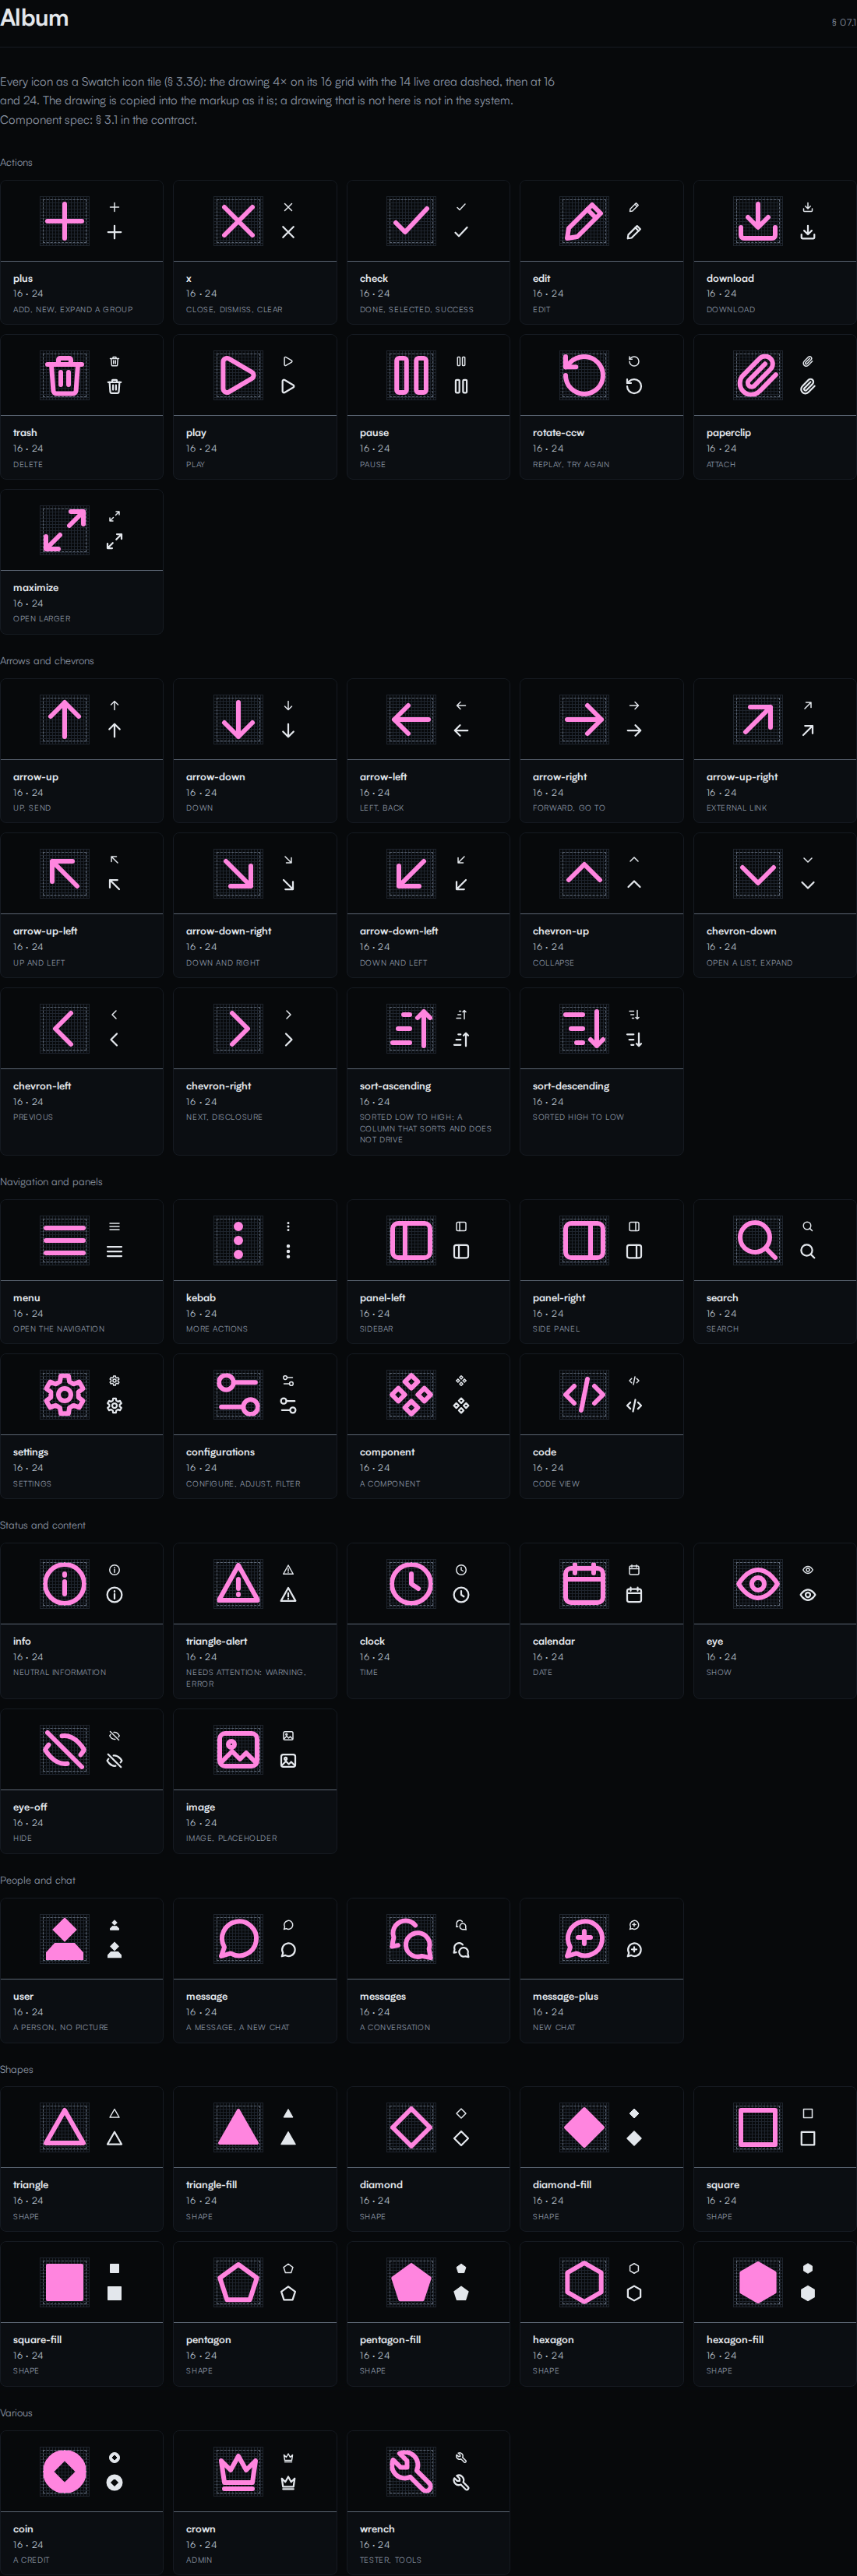 Album
§ 07.1
Every icon as a Swatch icon tile (§ 3.36): the drawing 4× on its 16 grid with the 14 live area dashed, then at 16
and 24. The drawing is copied into the markup as it is; a drawing that is not here is not in the system.
Component spec: § 3.1 in the contract.
Actions
plus
16 · 24
ADD, NEW, EXPAND A GROUP
x
16 · 24
CLOSE, DISMISS, CLEAR
check
16 · 24
DONE, SELECTED, SUCCESS
edit
16 · 24
EDIT
download
16 · 24
DOWNLOAD
trash
16 · 24
DELETE
play
16 · 24
PLAY
pause
16 · 24
PAUSE
rotate-ccw
16 · 24
REPLAY, TRY AGAIN
paperclip
16 · 24
ATTACH
maximize
16 · 24
OPEN LARGER
Arrows and chevrons
arrow-up
16 · 24
UP, SEND
arrow-down
16 · 24
DOWN
arrow-left
16 · 24
LEFT, BACK
arrow-right
16 · 24
FORWARD, GO TO
arrow-up-right
16 · 24
EXTERNAL LINK
arrow-up-left
16 · 24
UP AND LEFT
arrow-down-right
16 · 24
DOWN AND RIGHT
arrow-down-left
16 · 24
DOWN AND LEFT
chevron-up
16 · 24
COLLAPSE
chevron-down
16 · 24
OPEN A LIST, EXPAND
chevron-left
16 · 24
PREVIOUS
chevron-right
16 · 24
NEXT, DISCLOSURE
sort-ascending
16 · 24
SORTED LOW TO HIGH; A
COLUMN THAT SORTS AND DOES
NOT DRIVE
sort-descending
16 · 24
SORTED HIGH TO LOW
Navigation and panels
menu
16 · 24
OPEN THE NAVIGATION
kebab
16 · 24
MORE ACTIONS
panel-left
16 · 24
SIDEBAR
panel-right
16 · 24
SIDE PANEL
search
16 · 24
SEARCH
settings
16 · 24
SETTINGS
configurations
16 · 24
CONFIGURE, ADJUST, FILTER
component
16 · 24
A COMPONENT
code
16 · 24
CODE VIEW
Status and content
info
16 · 24
NEUTRAL INFORMATION
triangle-alert
16 · 24
NEEDS ATTENTION: WARNING,
ERROR
clock
16 · 24
TIME
calendar
16 · 24
DATE
eye
16 · 24
SHOW
eye-off
16 · 24
HIDE
image
16 · 24
IMAGE, PLACEHOLDER
People and chat
user
16 · 24
A PERSON, NO PICTURE
message
16 · 24
A MESSAGE, A NEW CHAT
messages
16 · 24
A CONVERSATION
message-plus
16 · 24
NEW CHAT
Shapes
triangle
16 · 24
SHAPE
triangle-fill
16 · 24
SHAPE
diamond
16 · 24
SHAPE
diamond-fill
16 · 24
SHAPE
square
16 · 24
SHAPE
square-fill
16 · 24
SHAPE
pentagon
16 · 24
SHAPE
pentagon-fill
16 · 24
SHAPE
hexagon
16 · 24
SHAPE
hexagon-fill
16 · 24
SHAPE
Various
coin
16 · 24
A CREDIT
crown
16 · 24
ADMIN
wrench
16 · 24
TESTER, TOOLS